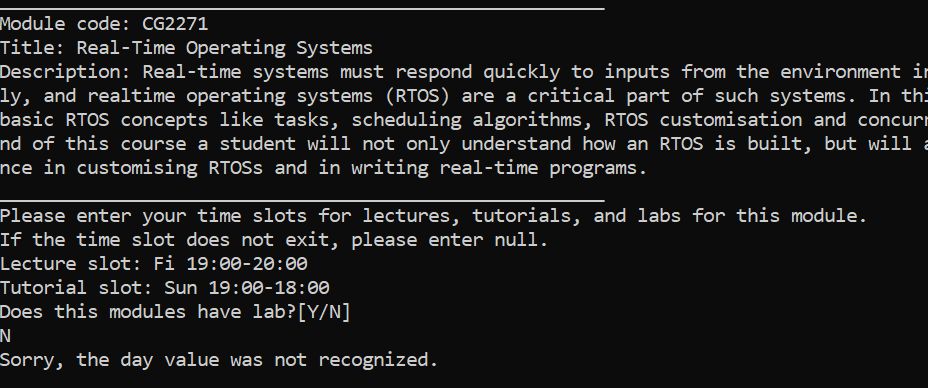 Module code: CG2271
Title: Real-Time Operating Systems
Description: Real-time systems must respond quickly to inputs from the environment in
ly, and realtime operating systems (RTOS) are a critical part of such systems. In thi
basic RTOS concepts like tasks, scheduling algorithms, RTOS customisation and concurr
nd of this course a student will not only understand how an RTOS is built, but will a
nce in customising RTOSs and in writing real-time programs.
Please enter your time slots for lectures, tutorials, and labs for this module.
If the time slot does not exit, please enter null.
Lecture slot: Fi 19:00-20:00
Tutorial slot: Sun 19:00-18:00
Does this modules have lab?[Y/N]
N
Sorry, the day value was not recognized.